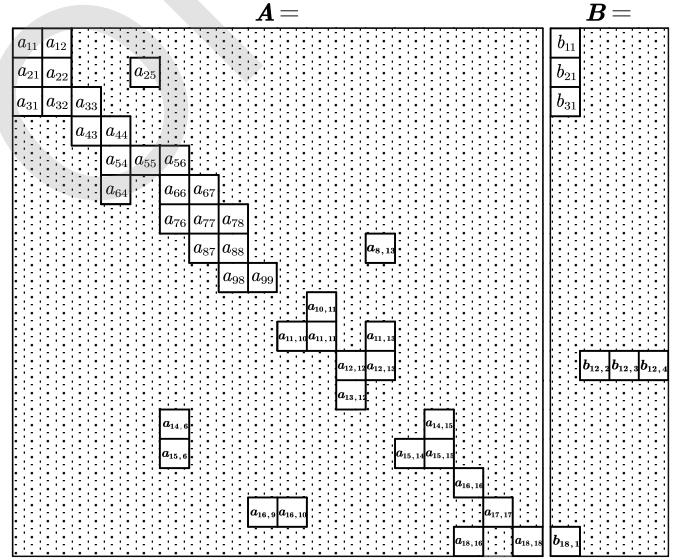 A = B =
a11 a12 b11
a21 a22 a25 b21
a31 a32 a33 b31
a43 a44
a54 a55 a56
a64 a66 a67
a76 a77 a78
a87 a88 a8,13
a98 a99
a10,11
a11,10 a11,11 a11,13
a12,12 a12,13 b12,2 b12,3 b12,4
a13,12
a14,6 a14,15
a15,6 a15,14 a15,15
a16,16
a16,9 a16,10 a17,17
a18,16 a18,18 b18,1